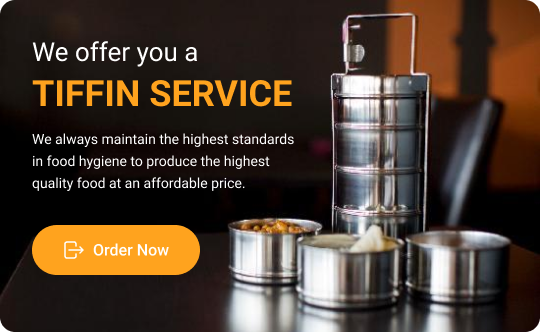 We offer you a
TIFFIN SERVICE
We always maintain the highest standards
in food hygiene to produce the highest
quality food at an affordable price.
Order Now